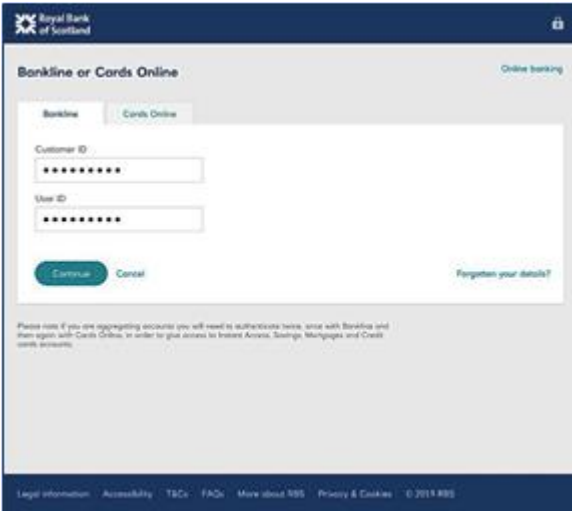 Royal Bank
of Scotland
Bankline or Cards Online
Online banking
Bankline
Cards Online
Customer ID
•••••••••
User ID
•••••••••
Continue
Cancel
Forgotten your details?
Please note if you are aggregating accounts you will need to authenticate twice, once with Bankline and
then again with Cards Online, in order to give access to Instant Access, Savings, Mortgages and Credit
cards accounts.
Legal information Accessibility T&Cs FAQs More about RBS Privacy & Cookies © 2019 RBS